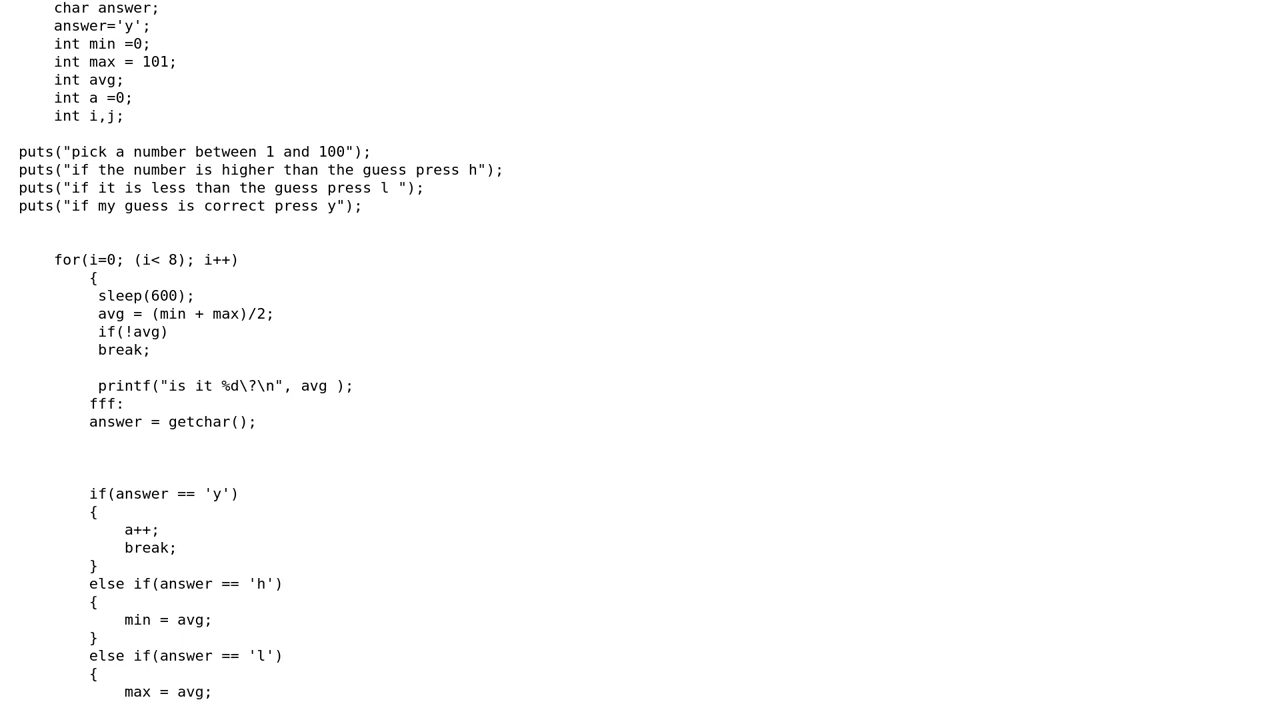 char answer;
answer='y';
int min =0;
int max = 101;
int avg;
int a =0;
int i,j;
puts("pick a number between 1 and 100");
puts("if the number is higher than the guess press h");
puts("if it is less than the guess press l ");
puts("if my guess is correct press y");
for(i=0; (i< 8); i++)
{
sleep(600);
avg = (min + max)/2;
if(!avg)
break;
printf("is it %d\?\n", avg );
fff:
answer = getchar();
if(answer == 'y')
{
a++;
break;
}
else if(answer == 'h')
{
min = avg;
}
else if(answer == 'l')
{
max = avg;